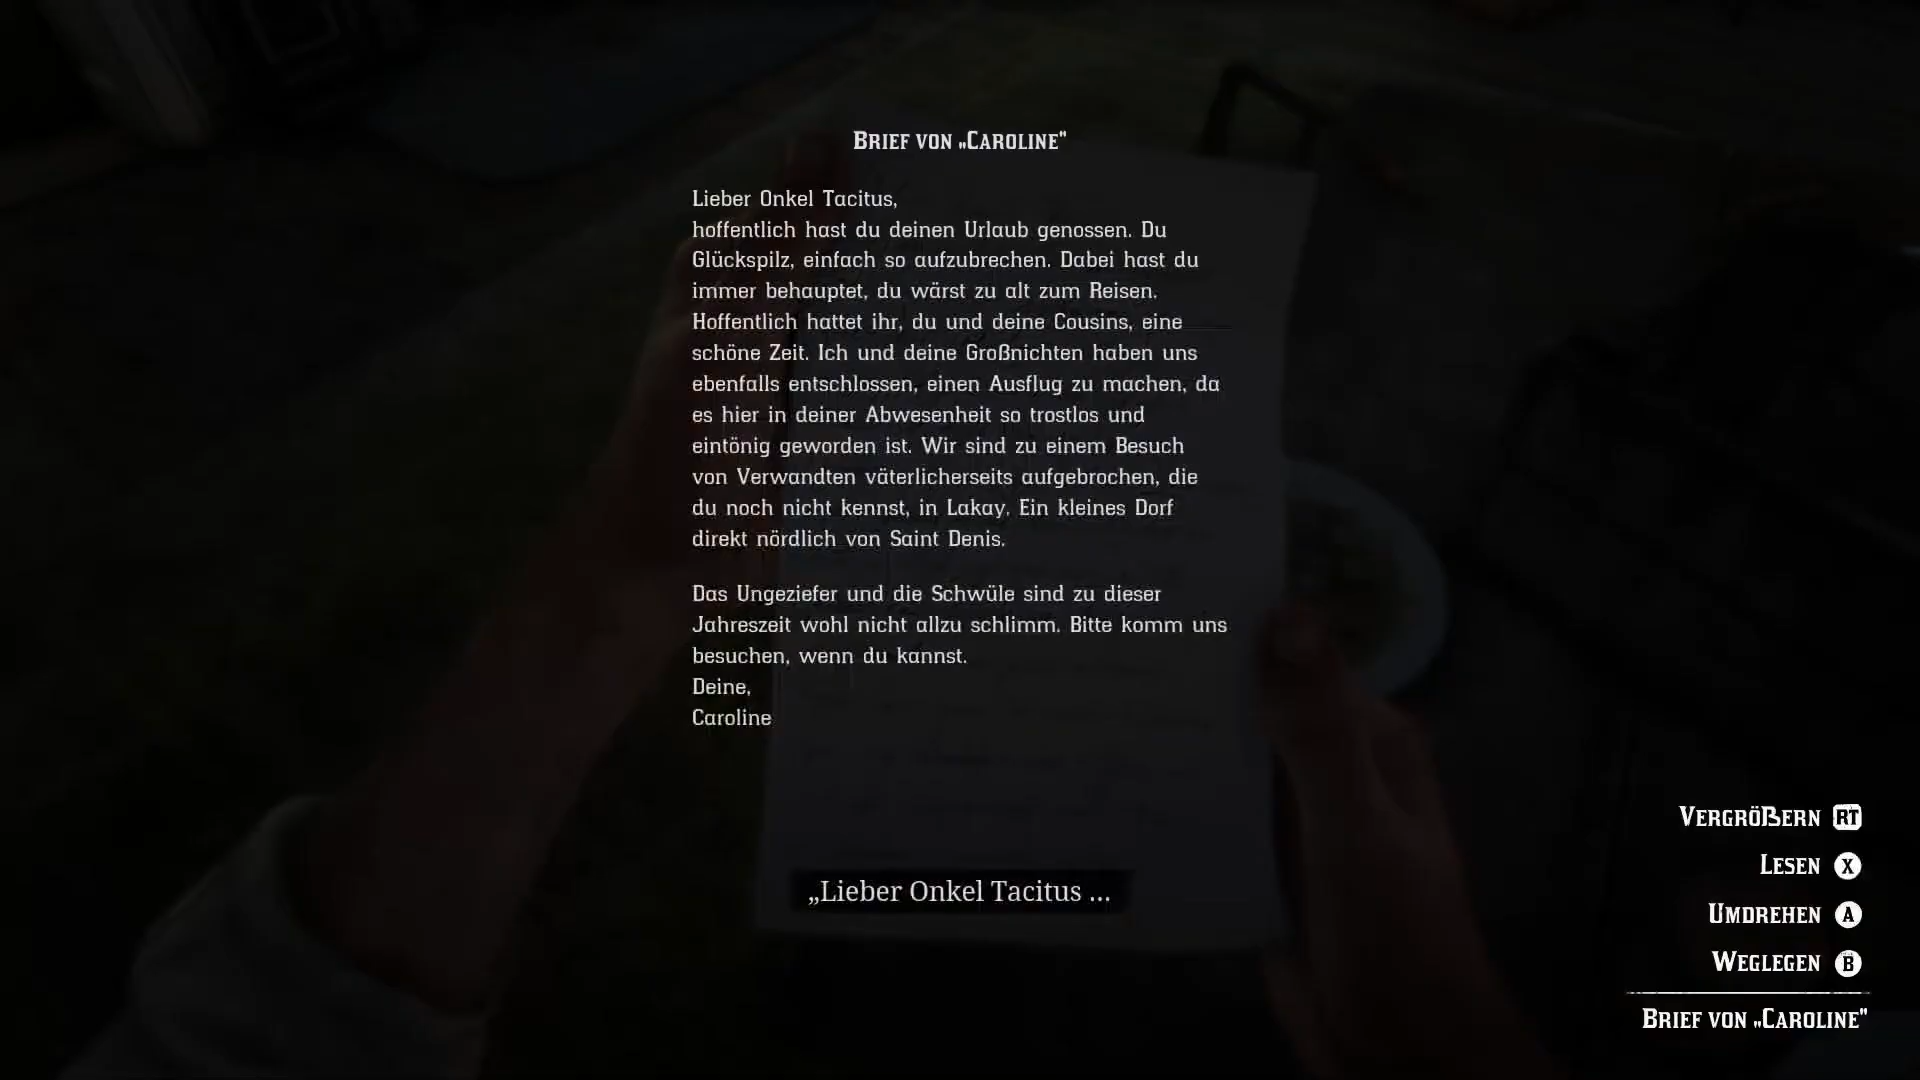 Brief von „Caroline"
Lieber Onkel Tacitus,
hoffentlich hast du deinen Urlaub genossen. Du
Glückspilz, einfach so aufzubrechen. Dabei hast du
immer behauptet, du wärst zu alt zum Reisen.
Hoffentlich hattet ihr, du und deine Cousins, eine
schöne Zeit. Ich und deine Großnichten haben uns
ebenfalls entschlossen, einen Ausflug zu machen, da
es hier in deiner Abwesenheit so trostlos und
eintönig geworden ist. Wir sind zu einem Besuch
von Verwandten väterlicherseits aufgebrochen, die
du noch nicht kennst, in Lakay. Ein kleines Dorf
direkt nördlich von Saint Denis.
Das Ungeziefer und die Schwüle sind zu dieser
Jahreszeit wohl nicht allzu schlimm. Bitte komm uns
besuchen, wenn du kannst.
Deine,
Caroline
„Lieber Onkel Tacitus ...
Vergrößern RT
Lesen X
Umdrehen A
Weglegen B
Brief von „Caroline"